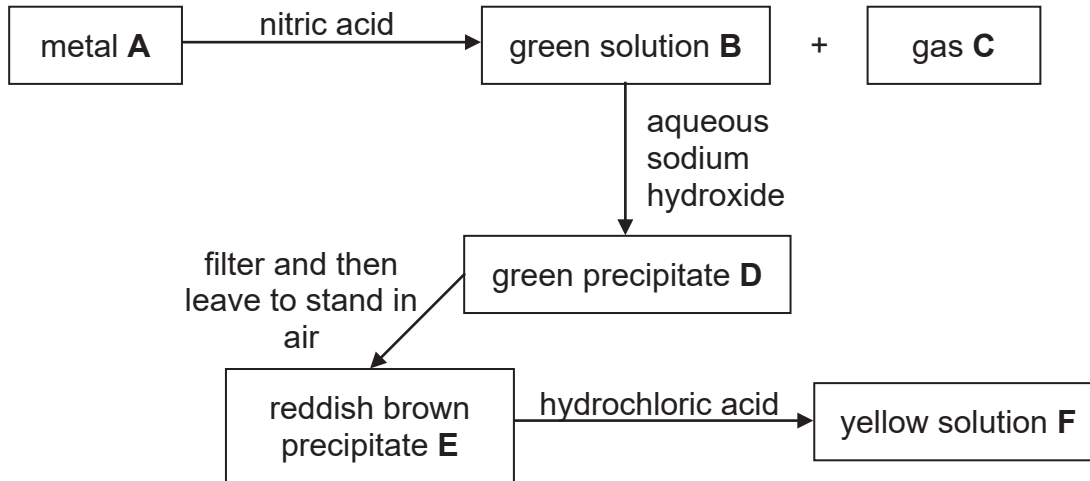 metal A
nitric acid
green solution B
+
gas C
aqueous
sodium
hydroxide
green precipitate D
filter and then
leave to stand in
air
reddish brown
precipitate E
hydrochloric acid
yellow solution F